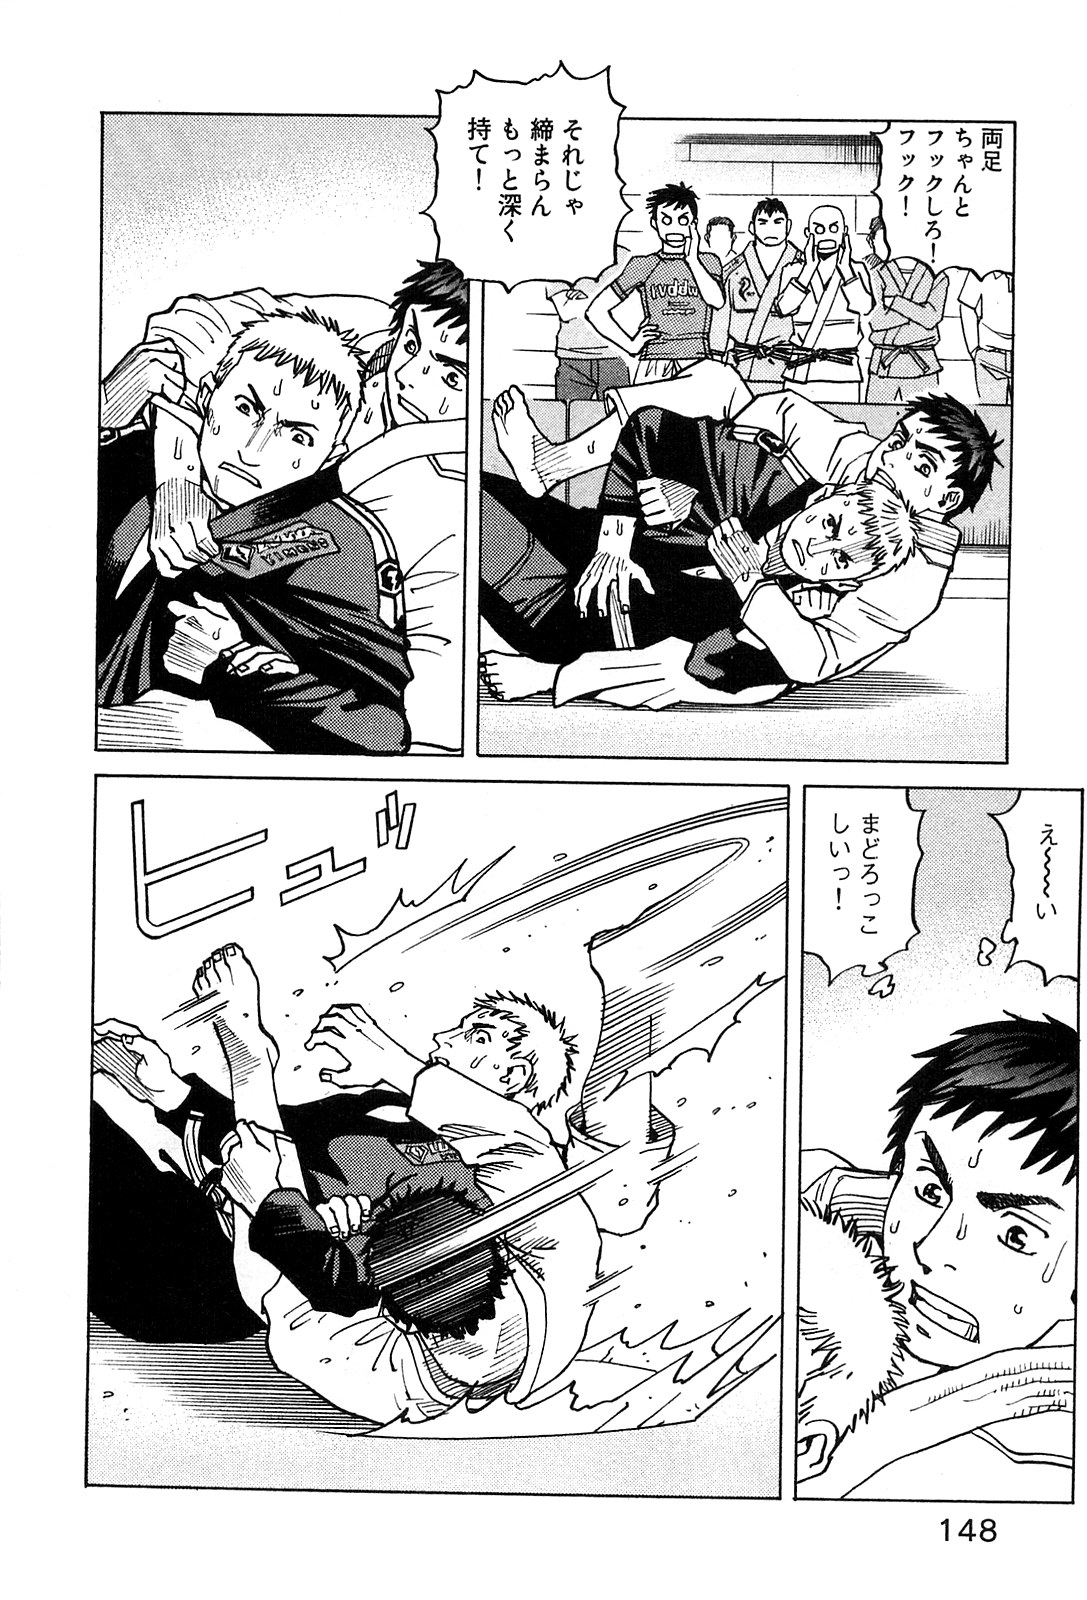 両足
ちゃんと
フックしろ!
フック!
それじゃ
締まらん
もっと深く
持て!
え〜〜い
まどろっこ
しいっ!
ヒュッ
148